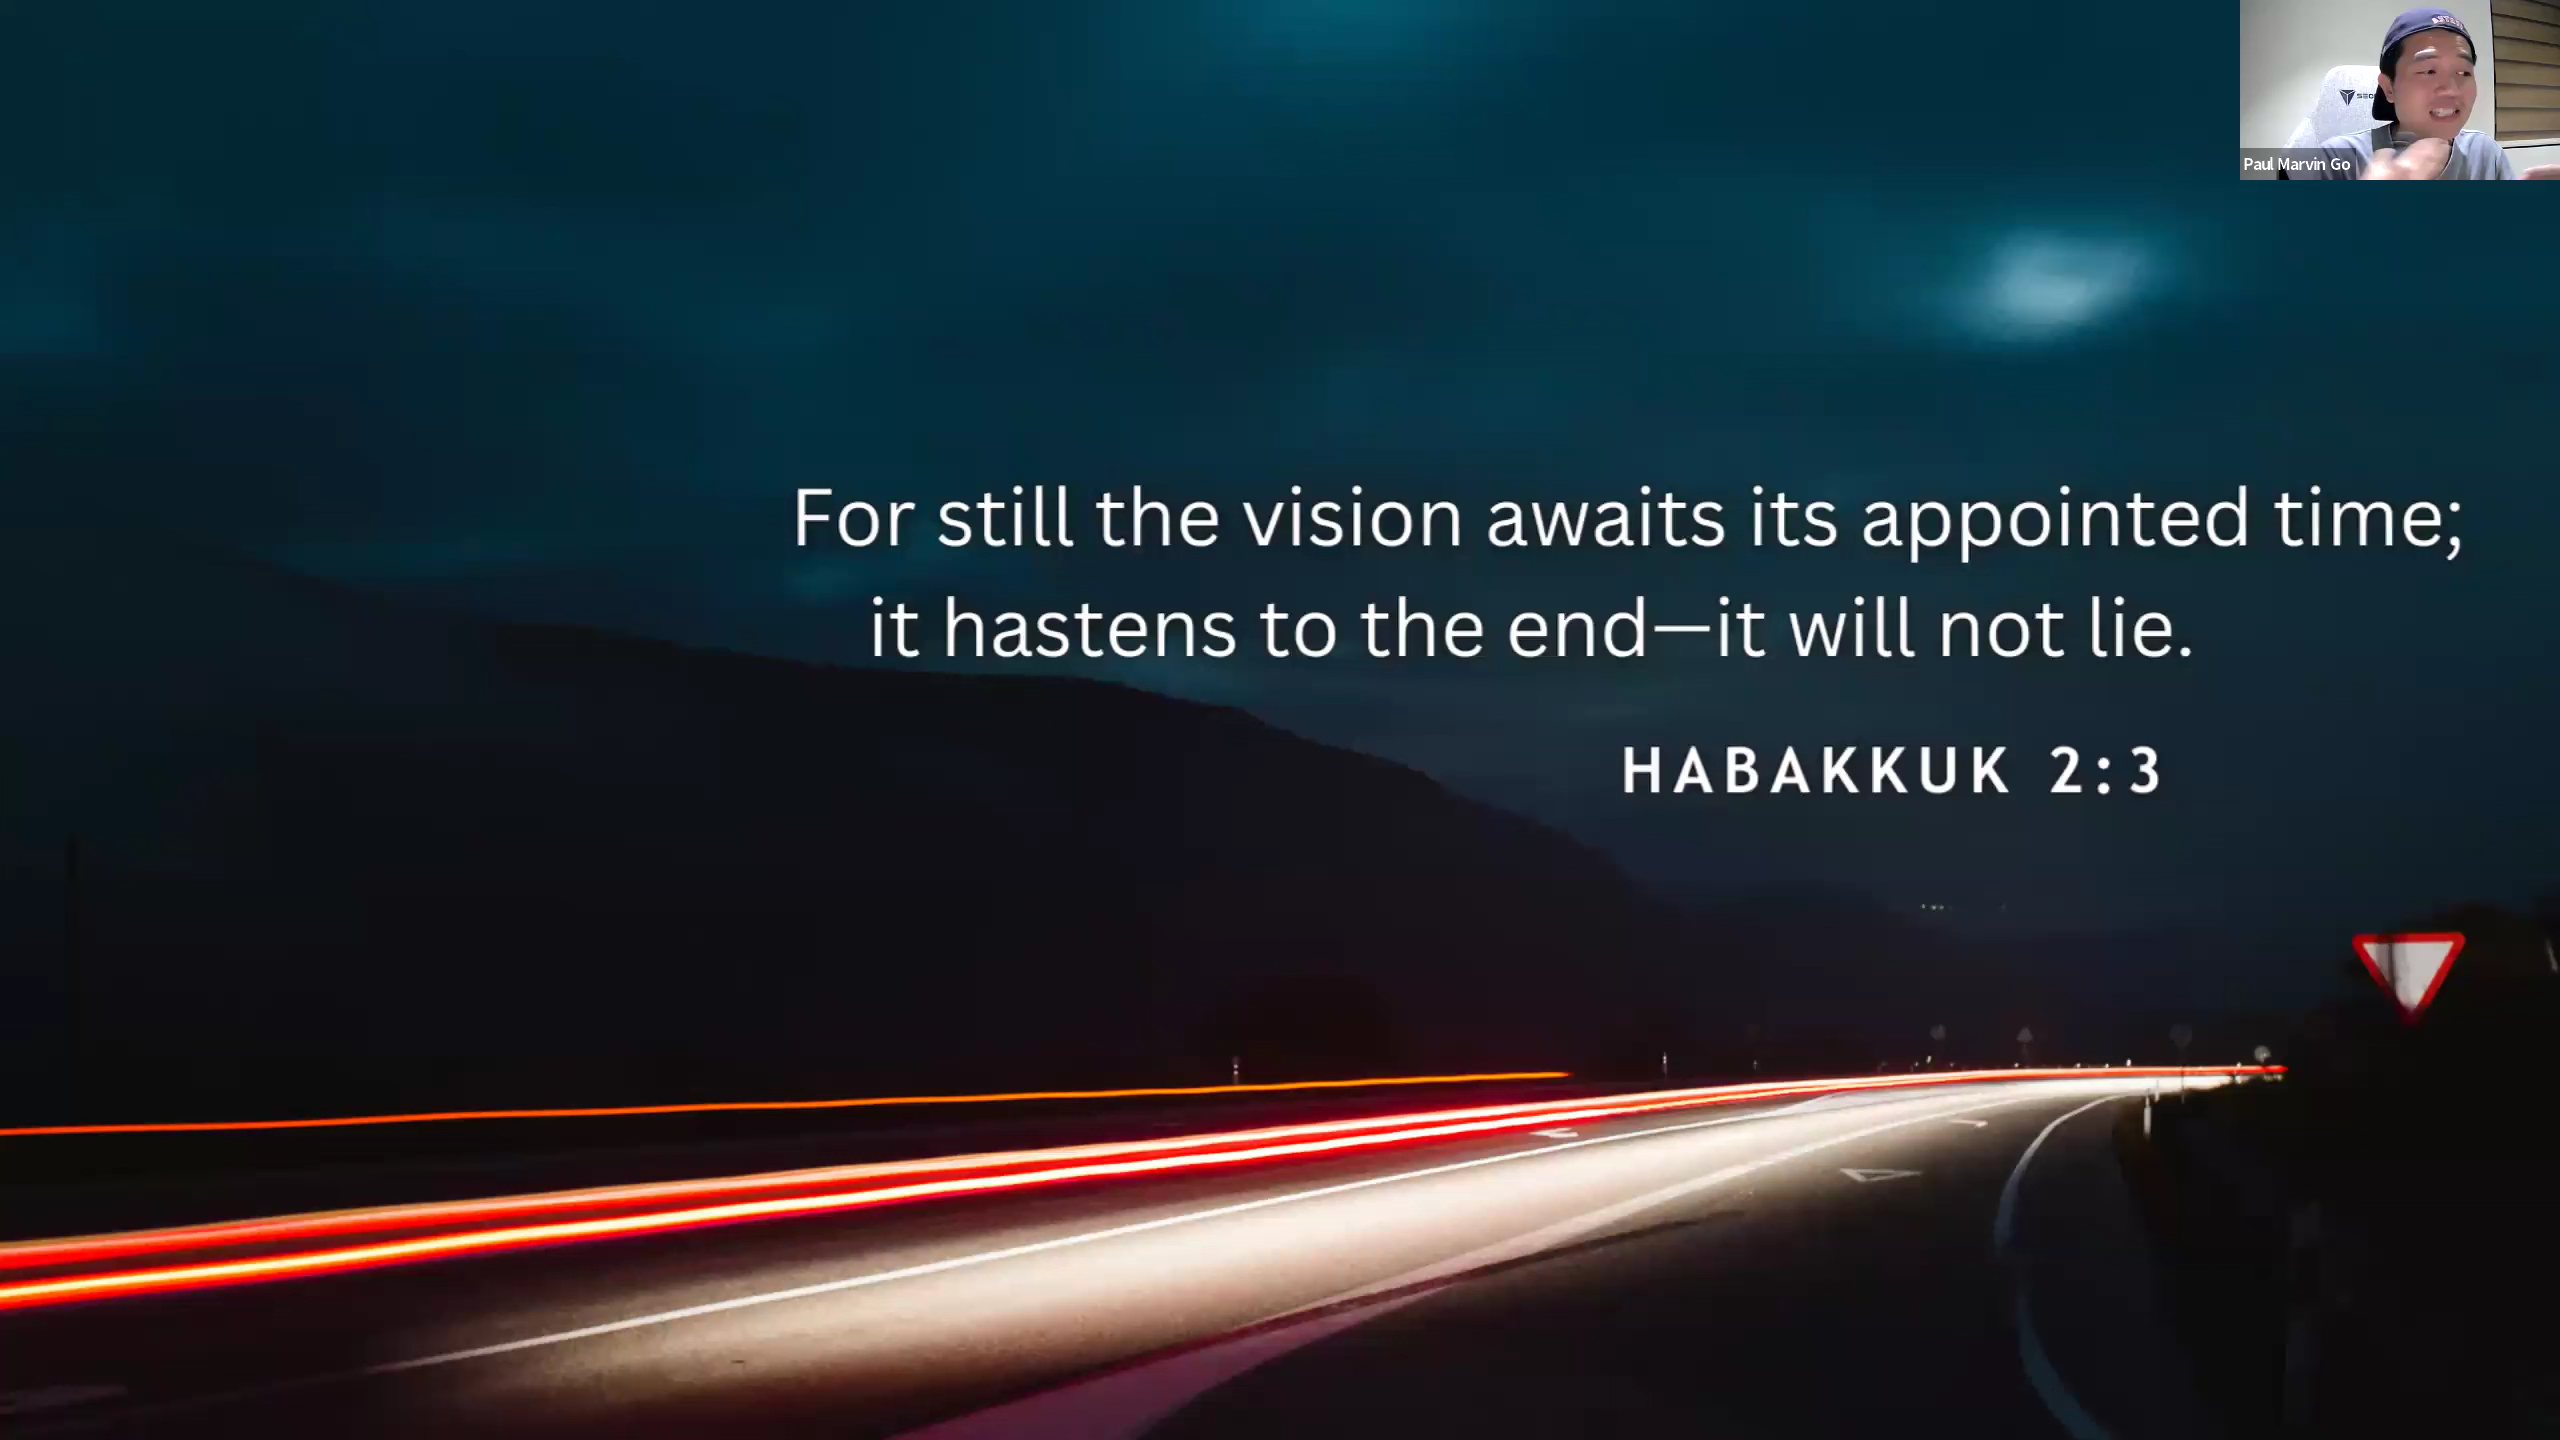 For still the vision awaits its appointed time;
it hastens to the end—it will not lie.
HABAKKUK 2:3
Paul Marvin Go